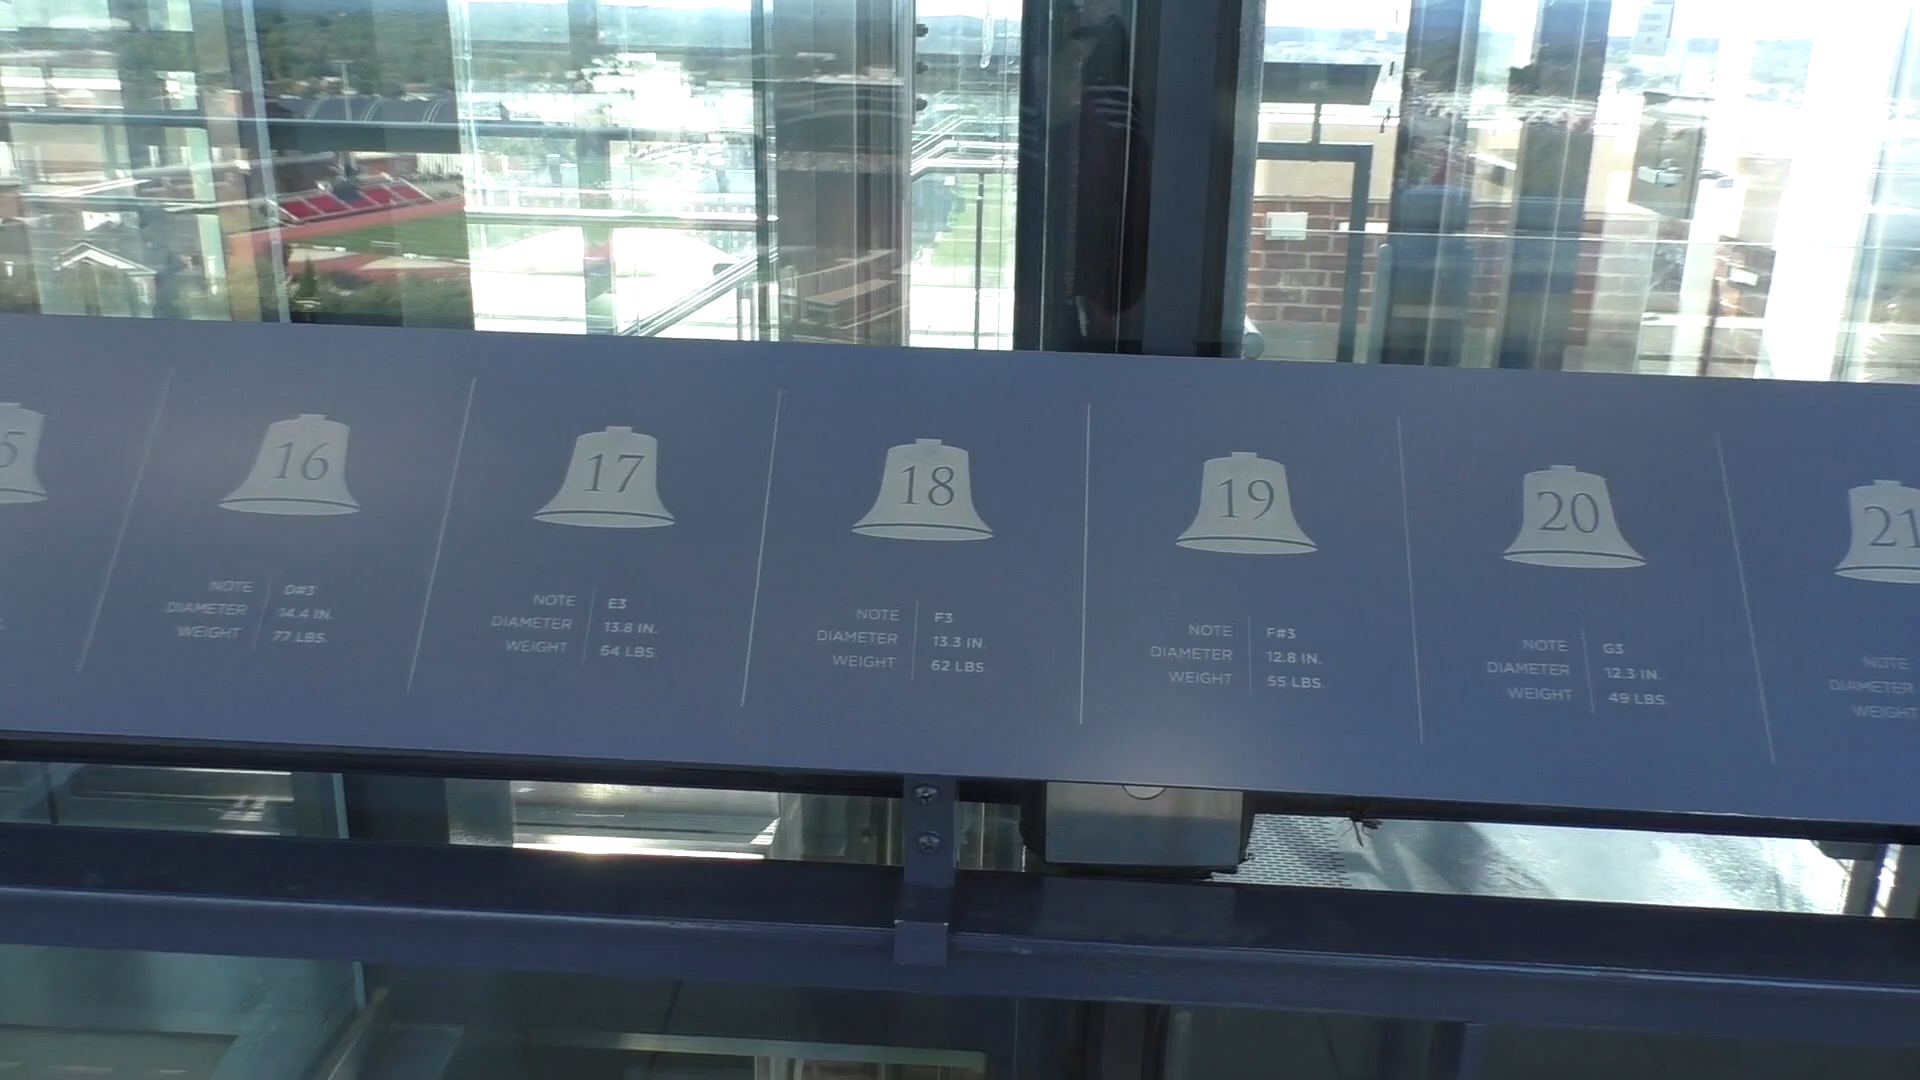 5
16
NOTE D#3
DIAMETER 14.4 IN.
WEIGHT 77 LBS.
17
NOTE E3
DIAMETER 13.8 IN.
WEIGHT 64 LBS.
18
NOTE F3
DIAMETER 13.3 IN.
WEIGHT 62 LBS
19
NOTE F#3
DIAMETER 12.8 IN.
WEIGHT 55 LBS.
20
NOTE G3
DIAMETER 12.3 IN.
WEIGHT 49 LBS.
21
NOTE
DIAMETER
WEIGHT